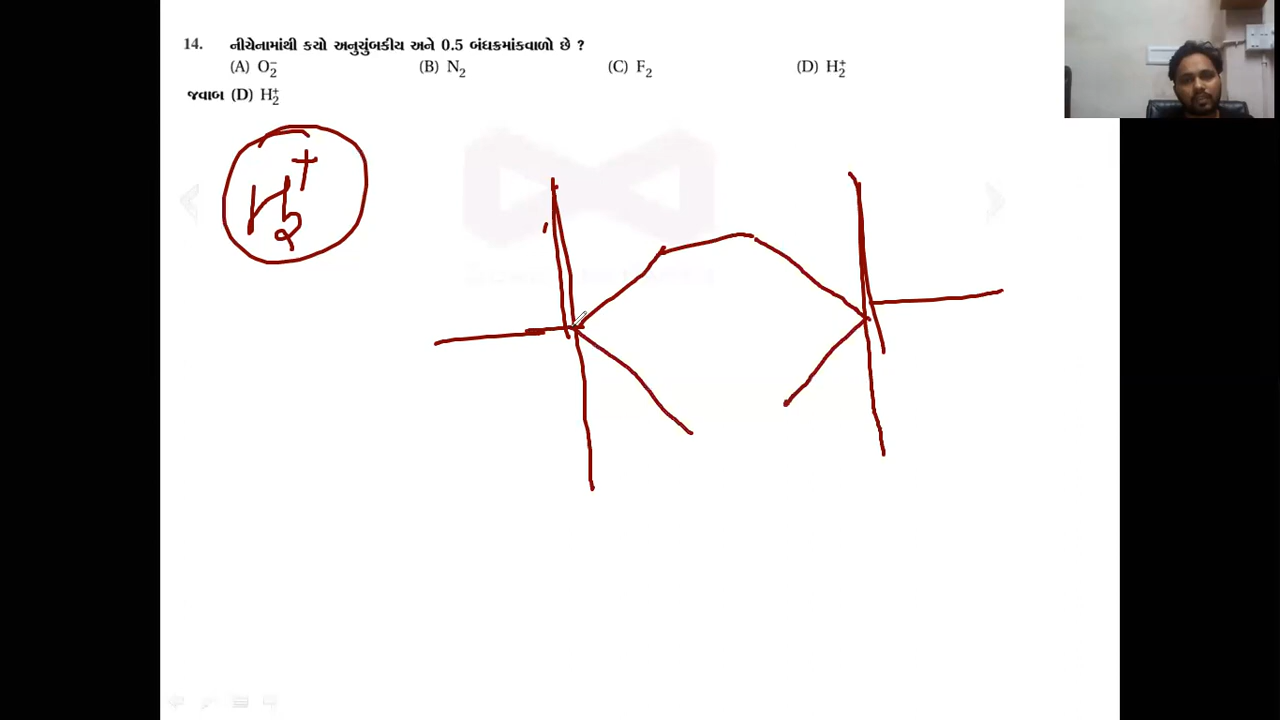 14. નીચેનામાંથી કયો અનુચુંબકીય અને 0.5 બંધક્રમાંકવાળો છે ?
(A) O₂⁻ (B) N₂ (C) F₂ (D) H₂⁺
જવાબ (D) H₂⁺
H₂⁺